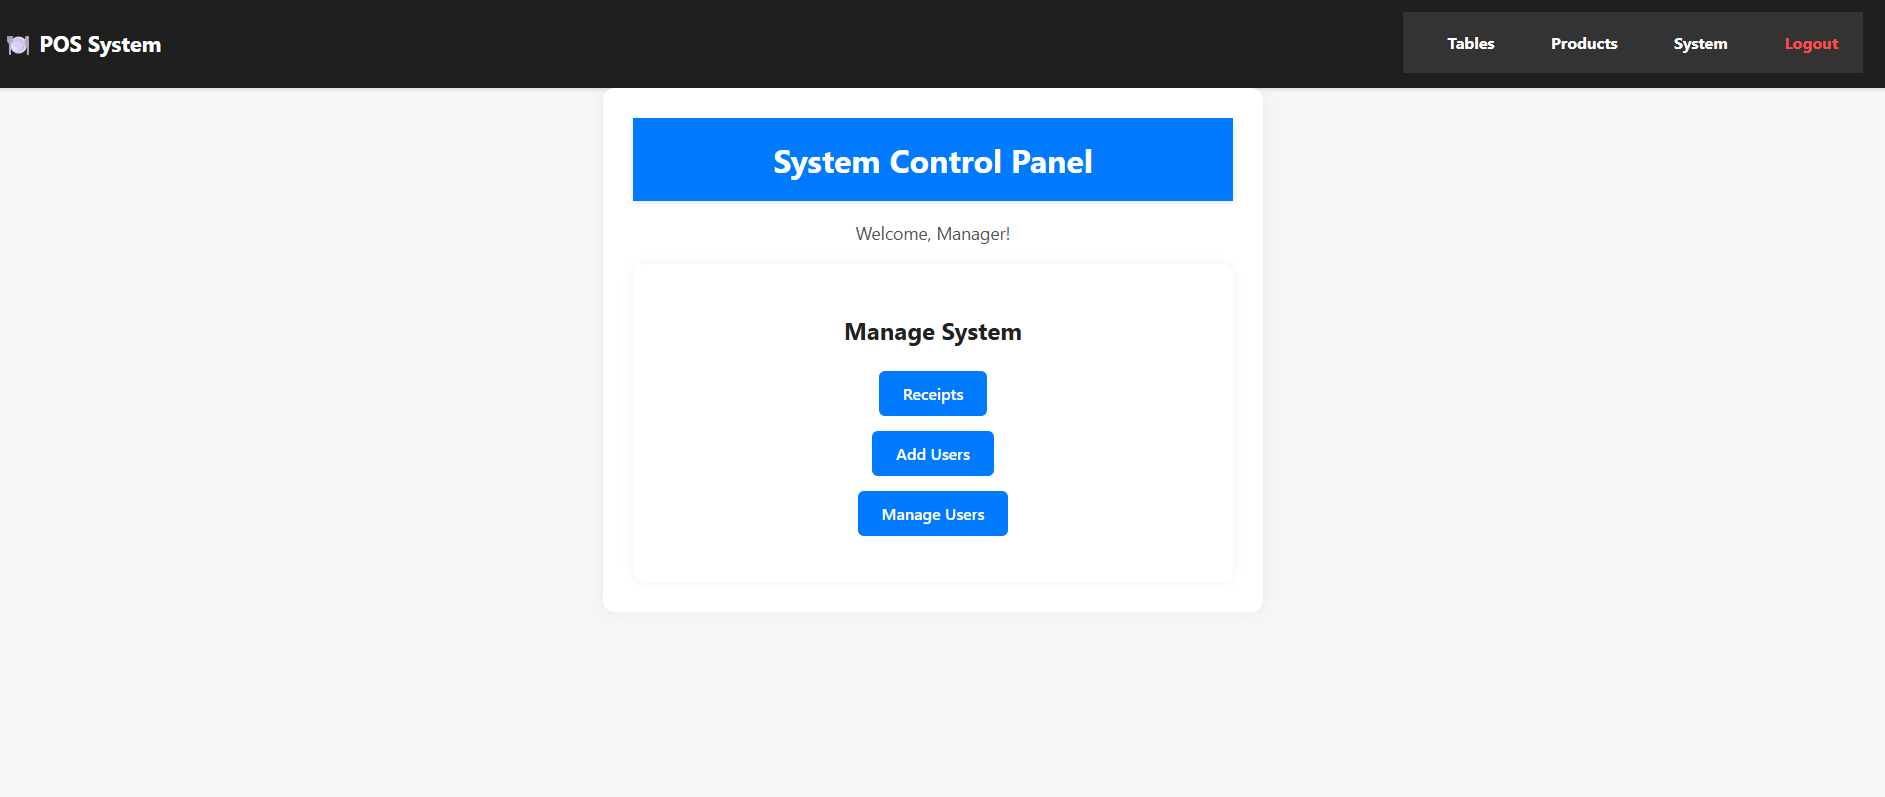 🍽️ POS System
Tables Products System Logout
System Control Panel
Welcome, Manager!
Manage System
Receipts
Add Users
Manage Users